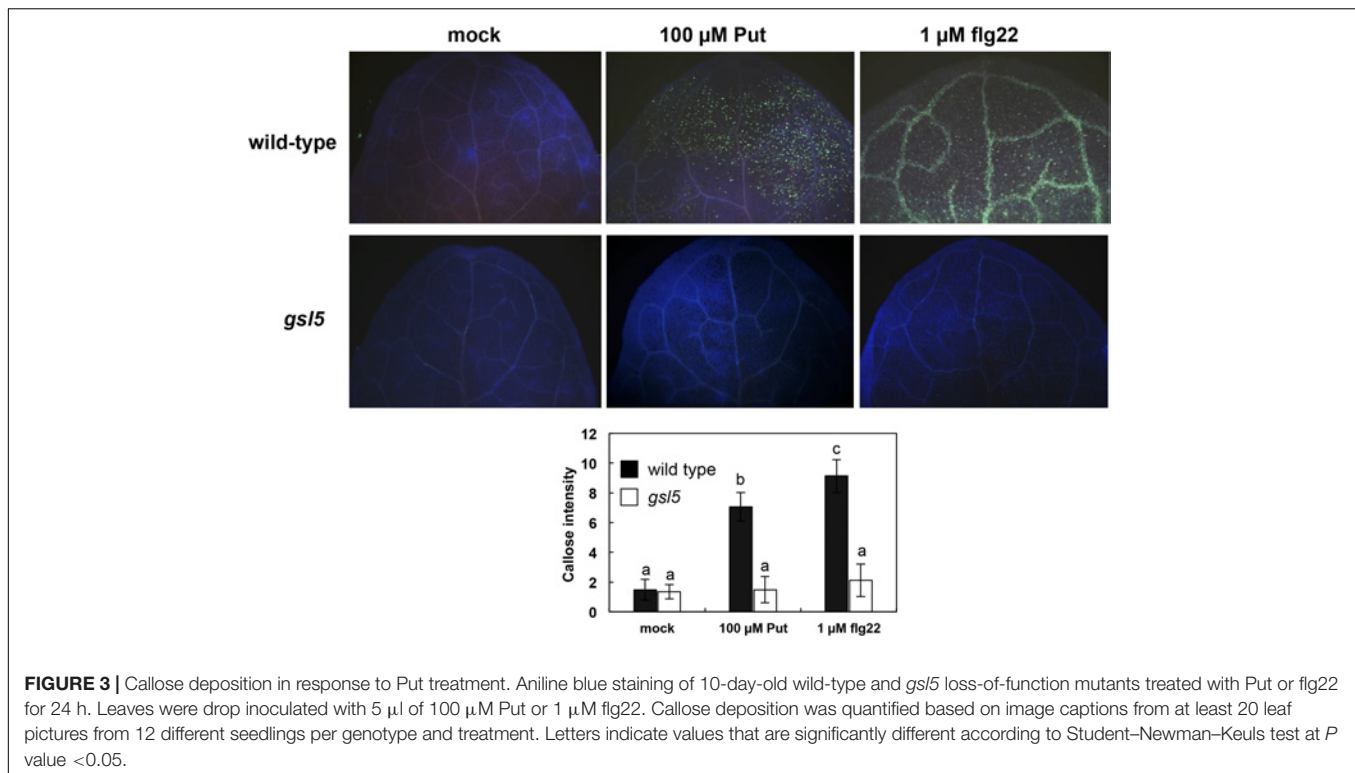 mock 100 µM Put 1 µM flg22
wild-type
gsl5
12
10
8
6
4
2
0
Callose intensity
wild type
gsl5
a a b a c a
mock 100 µM Put 1 µM flg22
FIGURE 3 | Callose deposition in response to Put treatment. Aniline blue staining of 10-day-old wild-type and gsl5 loss-of-function mutants treated with Put or flg22
for 24 h. Leaves were drop inoculated with 5 µl of 100 µM Put or 1 µM flg22. Callose deposition was quantified based on image captions from at least 20 leaf
pictures from 12 different seedlings per genotype and treatment. Letters indicate values that are significantly different according to Student–Newman–Keuls test at P
value <0.05.